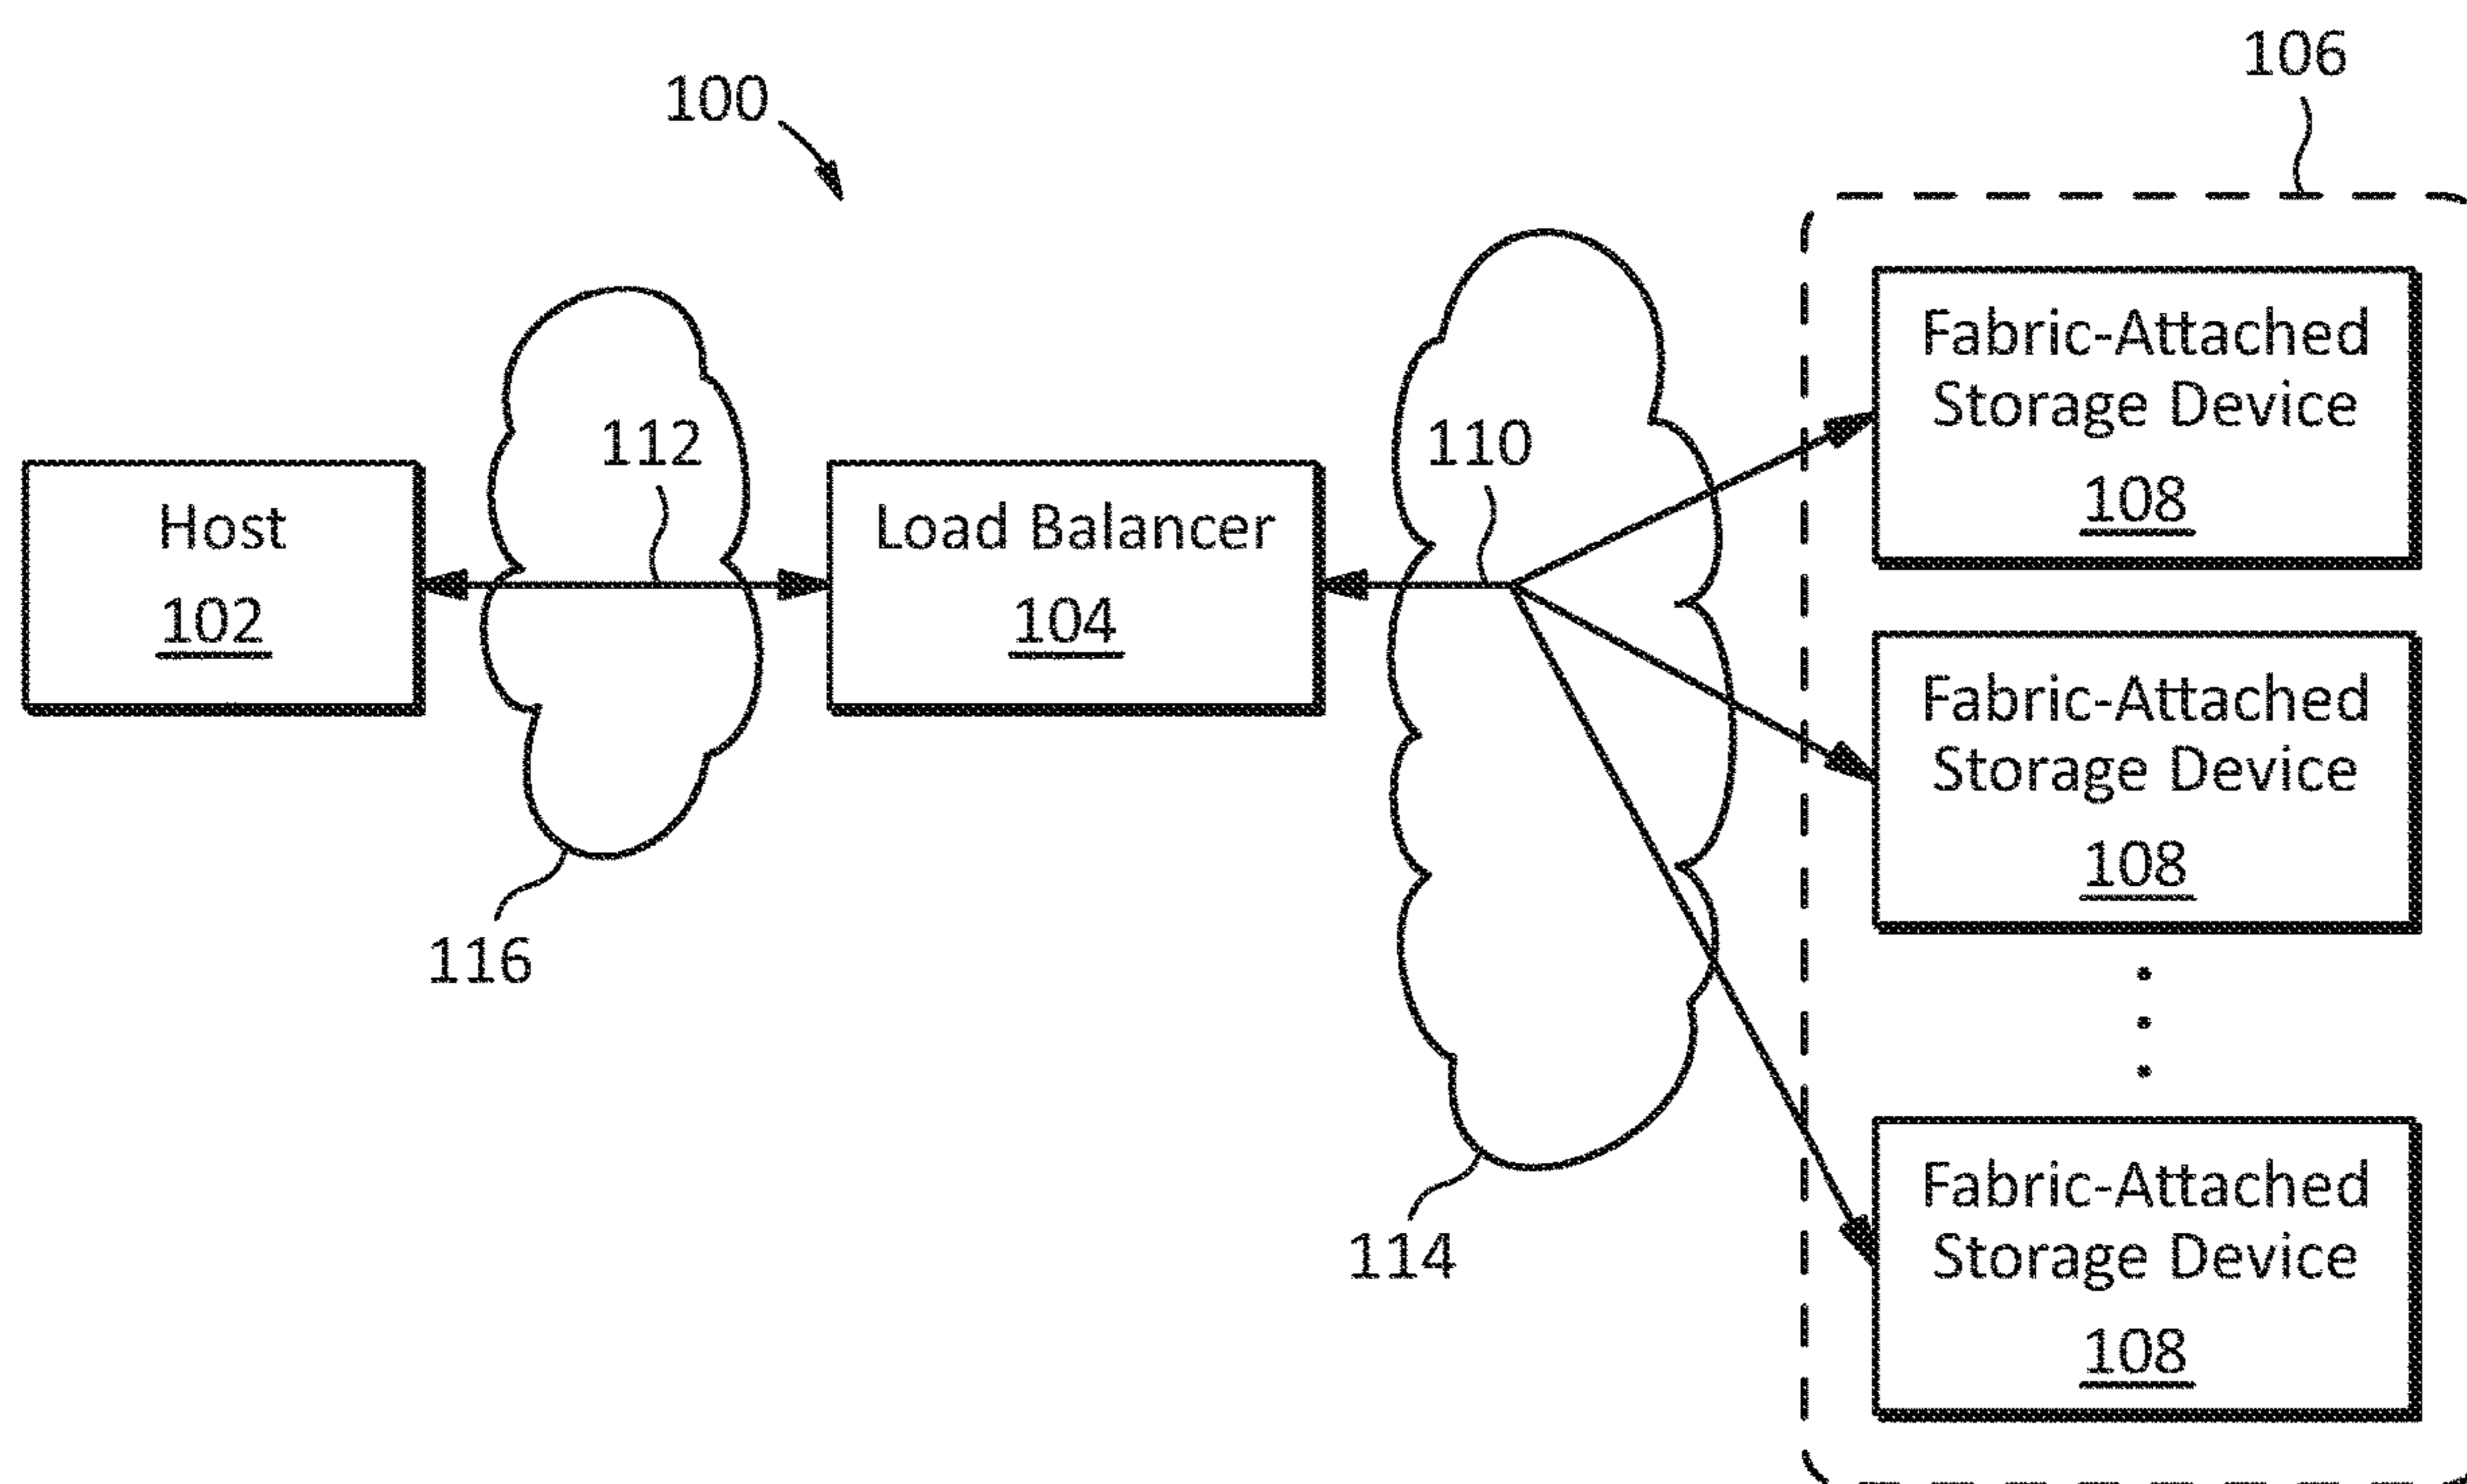 106
100
Fabric-Attached
Storage Device
108
112
110
Host
102
Load Balancer
104
Fabric-Attached
Storage Device
108
116
Fabric-Attached
Storage Device
108
114